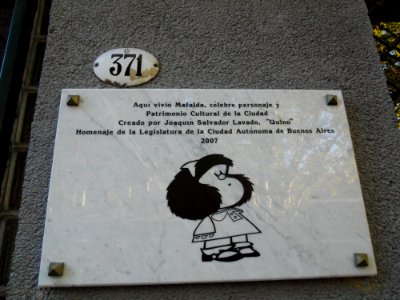 371
Aquí vivió Mafalda, célebre personaje y
Patrimonio Cultural de la Ciudad
Creado por Joaquín Salvador Lavado, "Quino"
Homenaje de la Legislatura de la Ciudad Autónoma de Buenos Aires
2007